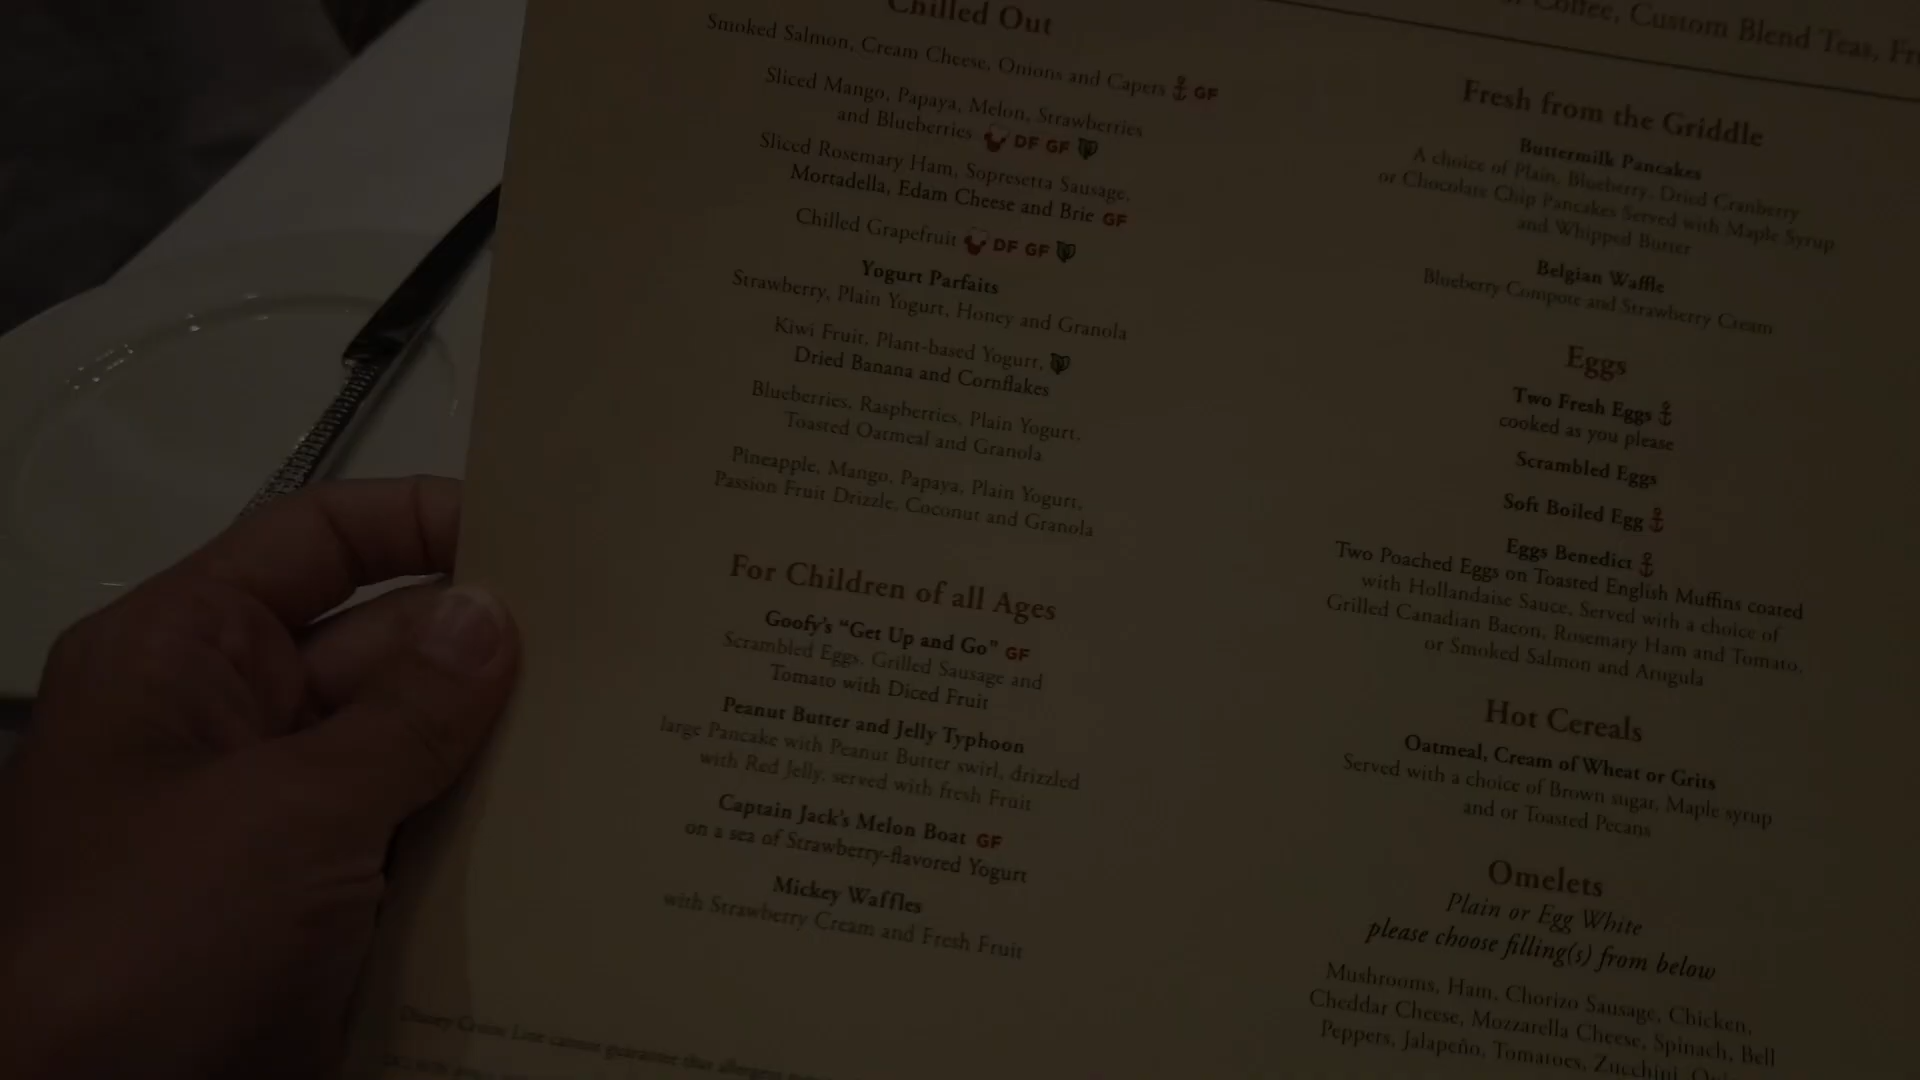 Chilled Out
Smoked Salmon, Cream Cheese, Onions and Capers GF
Sliced Mango, Papaya, Melon, Strawberries
and Blueberries DF GF
Sliced Rosemary Ham, Sopresetta Sausage,
Mortadella, Edam Cheese and Brie GF
Chilled Grapefruit DF GF
Yogurt Parfaits
Strawberry, Plain Yogurt, Honey and Granola
Kiwi Fruit, Plant-based Yogurt,
Dried Banana and Cornflakes
Blueberries, Raspberries, Plain Yogurt,
Toasted Oatmeal and Granola
Pineapple, Mango, Papaya, Plain Yogurt,
Passion Fruit Drizzle, Coconut and Granola
For Children of all Ages
Goofy's “Get Up and Go” GF
Scrambled Eggs, Grilled Sausage and
Tomato with Diced Fruit
Peanut Butter and Jelly Typhoon
large Pancake with Peanut Butter swirl, drizzled
with Red Jelly, served with fresh Fruit
Captain Jack's Melon Boat GF
on a sea of Strawberry-flavored Yogurt
Mickey Waffles
with Strawberry Cream and Fresh Fruit
Disney Cruise Line cannot guarantee that allergens
Coffee, Custom Blend Teas,
Fresh from the Griddle
Buttermilk Pancakes
A choice of Plain, Blueberry, Dried Cranberry
or Chocolate Chip Pancakes Served with Maple Syrup
and Whipped Butter
Belgian Waffle
Blueberry Compote and Strawberry Cream
Eggs
Two Fresh Eggs
cooked as you please
Scrambled Eggs
Soft Boiled Egg
Eggs Benedict
Two Poached Eggs on Toasted English Muffins coated
with Hollandaise Sauce, Served with a choice of
Grilled Canadian Bacon, Rosemary Ham and Tomato,
or Smoked Salmon and Arugula
Hot Cereals
Oatmeal, Cream of Wheat or Grits
Served with a choice of Brown sugar, Maple syrup
and or Toasted Pecans
Omelets
Plain or Egg White
please choose filling(s) from below
Mushrooms, Ham, Chorizo Sausage, Chicken,
Cheddar Cheese, Mozzarella Cheese, Spinach, Bell
Peppers, Jalapeño, Tomatoes, Zucchini,